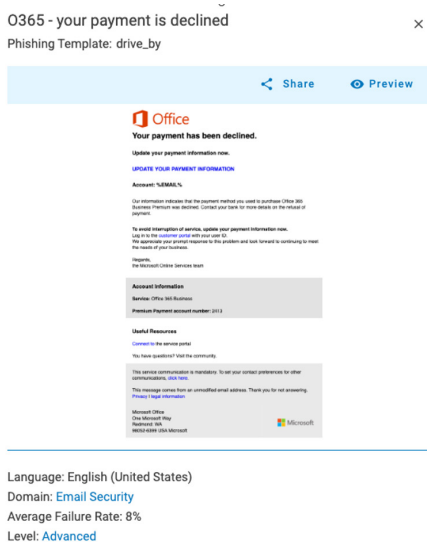 O365 - your payment is declined
Phishing Template: drive_by
Share
Preview
Office
Your payment has been declined.
Update your payment information now.
UPDATE YOUR PAYMENT INFORMATION
Account: %EMAIL%
Our information indicates that the payment method you used to purchase Office 365
Business Premium was declined. Contact your bank for more details on the refusal of
payment.
To avoid interruption of service, update your payment information now.
Log in to the customer portal with your user ID.
We appreciate your prompt response to this problem and look forward to continuing to meet
the needs of your organization.
Regards,
the Microsoft Online Services team
Account Information
Service: Office 365 Business
Premium Payment account number: 2413
Useful Resources
Connect to the service portal
You have questions? Visit the community.
This service communication is mandatory. To set your contact preferences for other
communications, click here.
This message comes from an unmodified email address. Thank you for not answering.
Privacy | legal information
Microsoft Office
One Microsoft Way
Redmond WA
98052-6399 USA Microsoft
Microsoft
Language: English (United States)
Domain: Email Security
Average Failure Rate: 8%
Level: Advanced